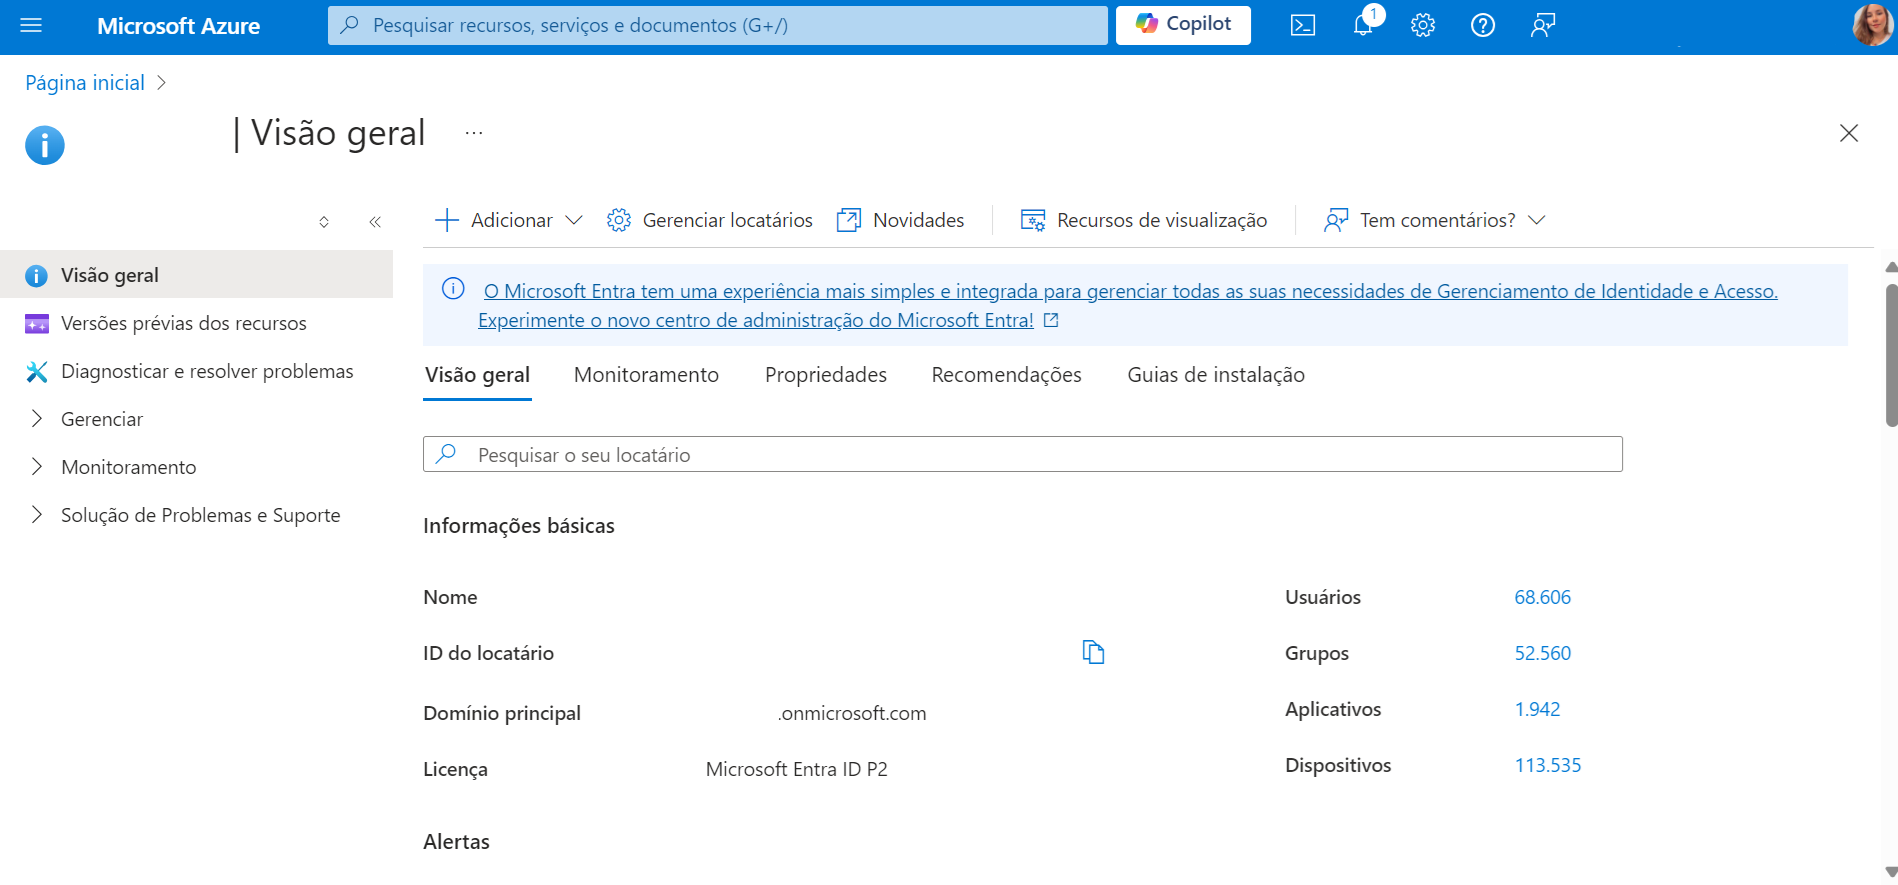 Microsoft Azure
Pesquisar recursos, serviços e documentos (G+/)
Copilot
1
Página inicial
| Visão geral ...
Adicionar
Gerenciar locatários
Novidades
Recursos de visualização
Tem comentários?
Visão geral
Versões prévias dos recursos
Diagnosticar e resolver problemas
Gerenciar
Monitoramento
Solução de Problemas e Suporte
O Microsoft Entra tem uma experiência mais simples e integrada para gerenciar todas as suas necessidades de Gerenciamento de Identidade e Acesso.
Experimente o novo centro de administração do Microsoft Entra!
Visão geral
Monitoramento
Propriedades
Recomendações
Guias de instalação
Pesquisar o seu locatário
Informações básicas
Nome
ID do locatário
Domínio principal .onmicrosoft.com
Licença Microsoft Entra ID P2
Usuários 68.606
Grupos 52.560
Aplicativos 1.942
Dispositivos 113.535
Alertas